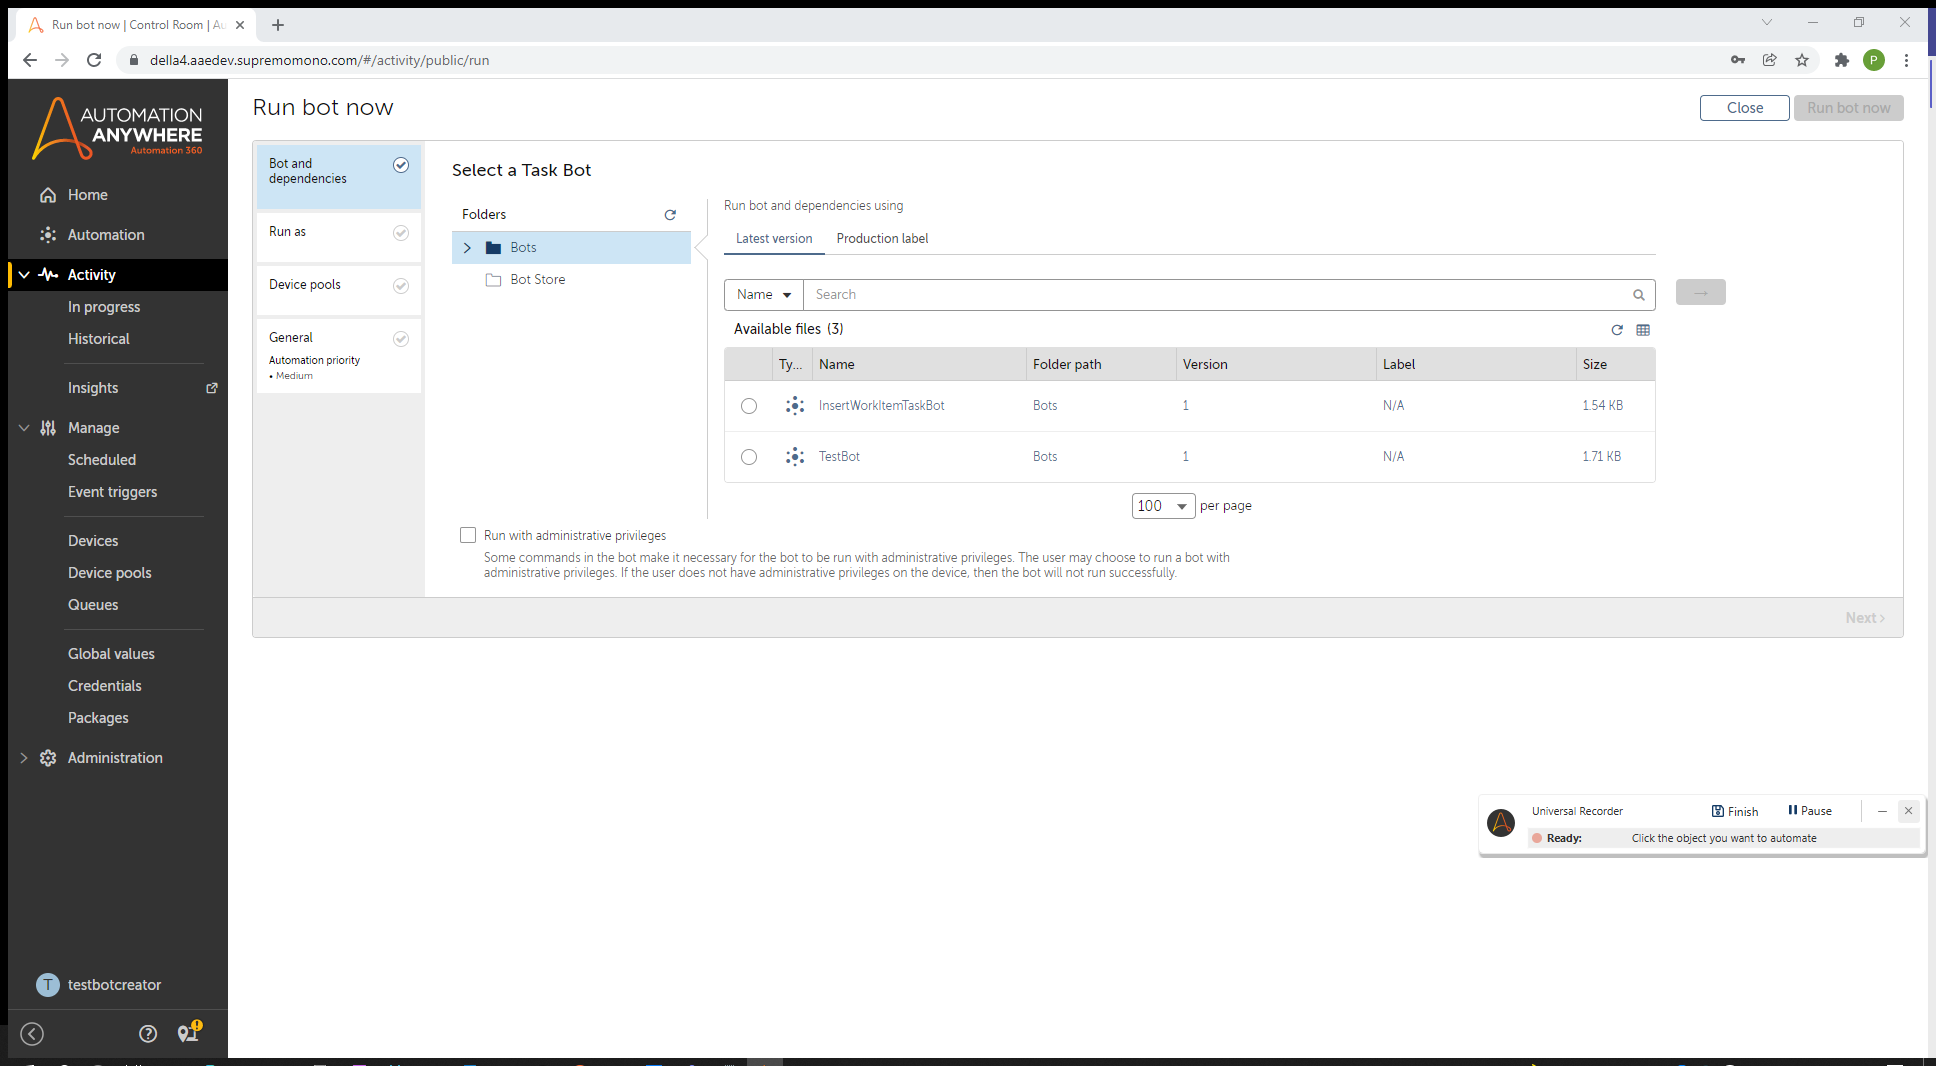 Run bot now | Control Room | Au
della4.aaedev.supremomono.com/#/activity/public/run
P
AUTOMATION
ANYWHERE
Automation 360
Home
Automation
Activity
In progress
Historical
Insights
Manage
Scheduled
Event triggers
Devices
Device pools
Queues
Global values
Credentials
Packages
Administration
T testbotcreator
Run bot now
Close
Run bot now
Bot and
dependencies
Run as
Device pools
General
Automation priority
• Medium
Select a Task Bot
Folders
Bots
Bot Store
Run bot and dependencies using
Latest version Production label
Name Search
Available files (3)
Ty... Name Folder path Version Label Size
InsertWorkItemTaskBot Bots 1 N/A 1.54 KB
TestBot Bots 1 N/A 1.71 KB
100 per page
Run with administrative privileges
Some commands in the bot make it necessary for the bot to be run with administrative privileges. The user may choose to run a bot with
administrative privileges. If the user does not have administrative privileges on the device, then the bot will not run successfully.
Next >
Universal Recorder Finish Pause
Ready: Click the object you want to automate